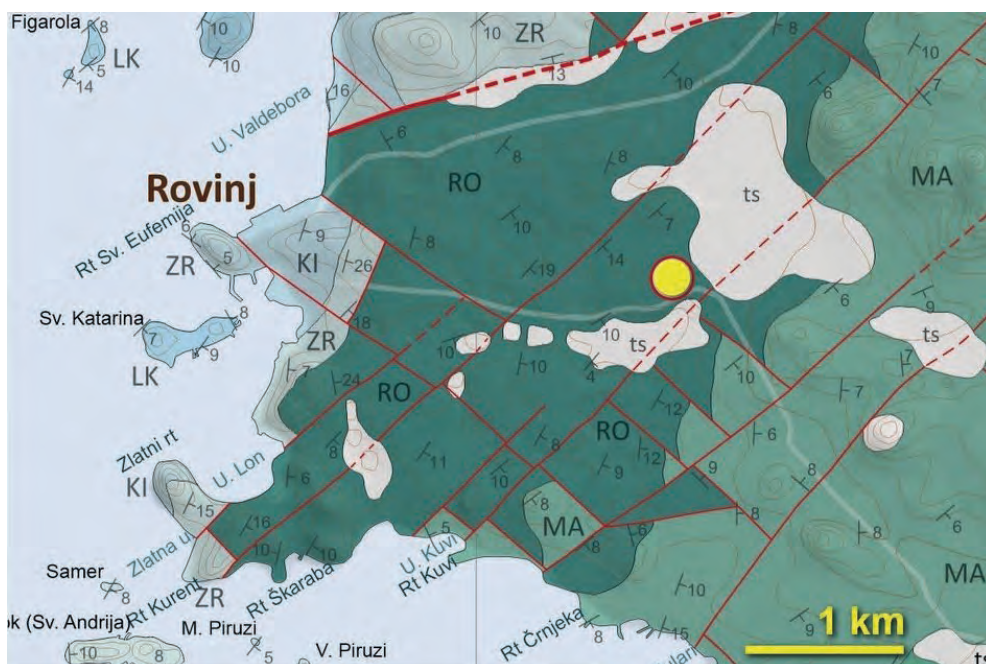 Figarola
8
LK
5
14
10
10
ZR
8
10
13
10
6
7
16
U. Valdebora
6
8
8
RO
MA
ts
Rovinj
7
10
9
8
14
19
6
5
Rt Sv. Eufemija
ZR
KI
26
6
9
Sv. Katarina
8
7
9
LK
18
ZR
10
10
ts
ts
7
10
4
10
7
24
RO
7
12
RO
6
8
8
12
9
9
Zlatni rt
KI
U. Lon
6
11
10
8
15
16
8
8
6
MA
5
8
6
10
10
Zlatna u.
U. Kuvi
Rt Kuvi
MA
Samer
8
Rt Kurent
ZR
Rt Škaraba
10
ok (Sv. Andrija)
M. Piruzi
10
8
5
V. Piruzi
Rt Črnjeka
8
15
9
1 km
ts